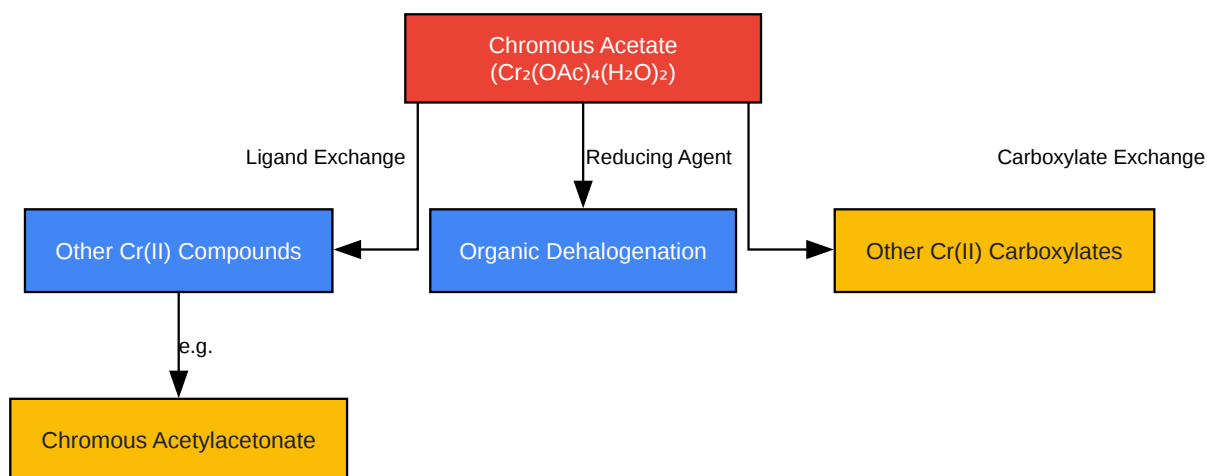 Chromous Acetate
(Cr₂(OAc)₄(H₂O)₂)
Ligand Exchange
Reducing Agent
Carboxylate Exchange
Other Cr(II) Compounds
Organic Dehalogenation
Other Cr(II) Carboxylates
e.g.
Chromous Acetylacetonate